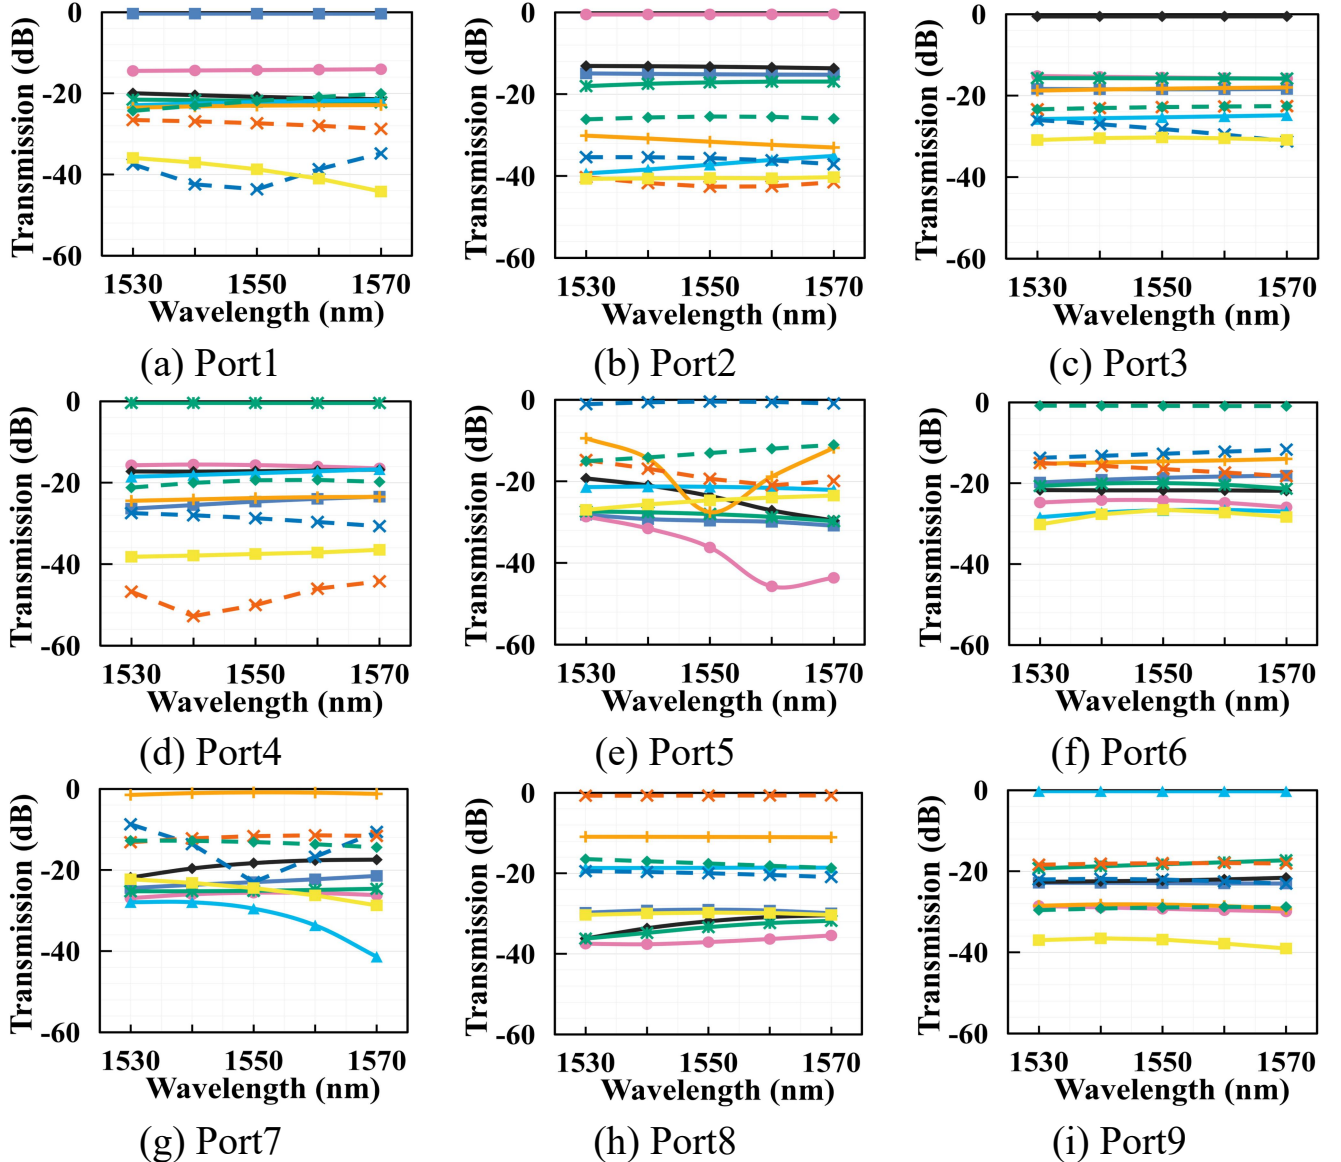 Transmission (dB)
0
-20
-40
-60
1530
1550
1570
Wavelength (nm)
(a) Port1
Transmission (dB)
0
-20
-40
-60
1530
1550
1570
Wavelength (nm)
(b) Port2
Transmission (dB)
0
-20
-40
-60
1530
1550
1570
Wavelength (nm)
(c) Port3
Transmission (dB)
0
-20
-40
-60
1530
1550
1570
Wavelength (nm)
(d) Port4
Transmission (dB)
0
-20
-40
-60
1530
1550
1570
Wavelength (nm)
(e) Port5
Transmission (dB)
0
-20
-40
-60
1530
1550
1570
Wavelength (nm)
(f) Port6
Transmission (dB)
0
-20
-40
-60
1530
1550
1570
Wavelength (nm)
(g) Port7
Transmission (dB)
0
-20
-40
-60
1530
1550
1570
Wavelength (nm)
(h) Port8
Transmission (dB)
0
-20
-40
-60
1530
1550
1570
Wavelength (nm)
(i) Port9